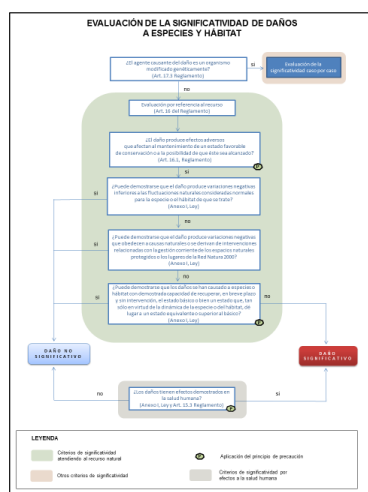 EVALUACIÓN DE LA SIGNIFICATIVIDAD DE DAÑOS
A ESPECIES Y HÁBITAT
¿El agente causante del daño es un organismo
modificado genéticamente?
(Art. 17.3 Reglamento)
si
Evaluación de la
significatividad caso por caso
no
Evaluación por referencia al recurso
(Art. 16 del Reglamento)
¿El daño produce efectos adversos
que afectan al mantenimiento de un estado favorable
de conservación o a la posibilidad de que éste sea alcanzado?
(Art. 16.1, Reglamento)
si
¿Puede demostrarse que el daño produce variaciones negativas
inferiores a las fluctuaciones naturales consideradas normales
para la especie o el hábitat de que se trate?
(Anexo I, Ley)
si
no
¿Puede demostrarse que el daño produce variaciones negativas
que obedecen a causas naturales o se derivan de intervenciones
relacionadas con la gestión corriente de los espacios naturales
protegidos o los lugares de la Red Natura 2000?
(Anexo I, Ley)
si
no
¿Puede demostrarse que los daños se han causado a especies o
hábitat con demostrada capacidad de recuperar, en breve plazo
y sin intervención, el estado básico o bien un estado que, tan
sólo en virtud de la dinámica de la especie o del hábitat, dé
lugar a un estado equivalente o superior al básico?
(Anexo I, Ley)
si
no
DAÑO NO
SIGNIFICATIVO
DAÑO
SIGNIFICATIVO
no
¿Los daños tienen efectos demostrados en
la salud humana?
(Anexo I, Ley y Art. 15.3 Reglamento)
si
LEYENDA
Criterios de significatividad
atendiendo al recurso natural
Aplicación del principio de precaución
Otros criterios de significatividad
Criterios de significatividad por
efectos a la salud humana